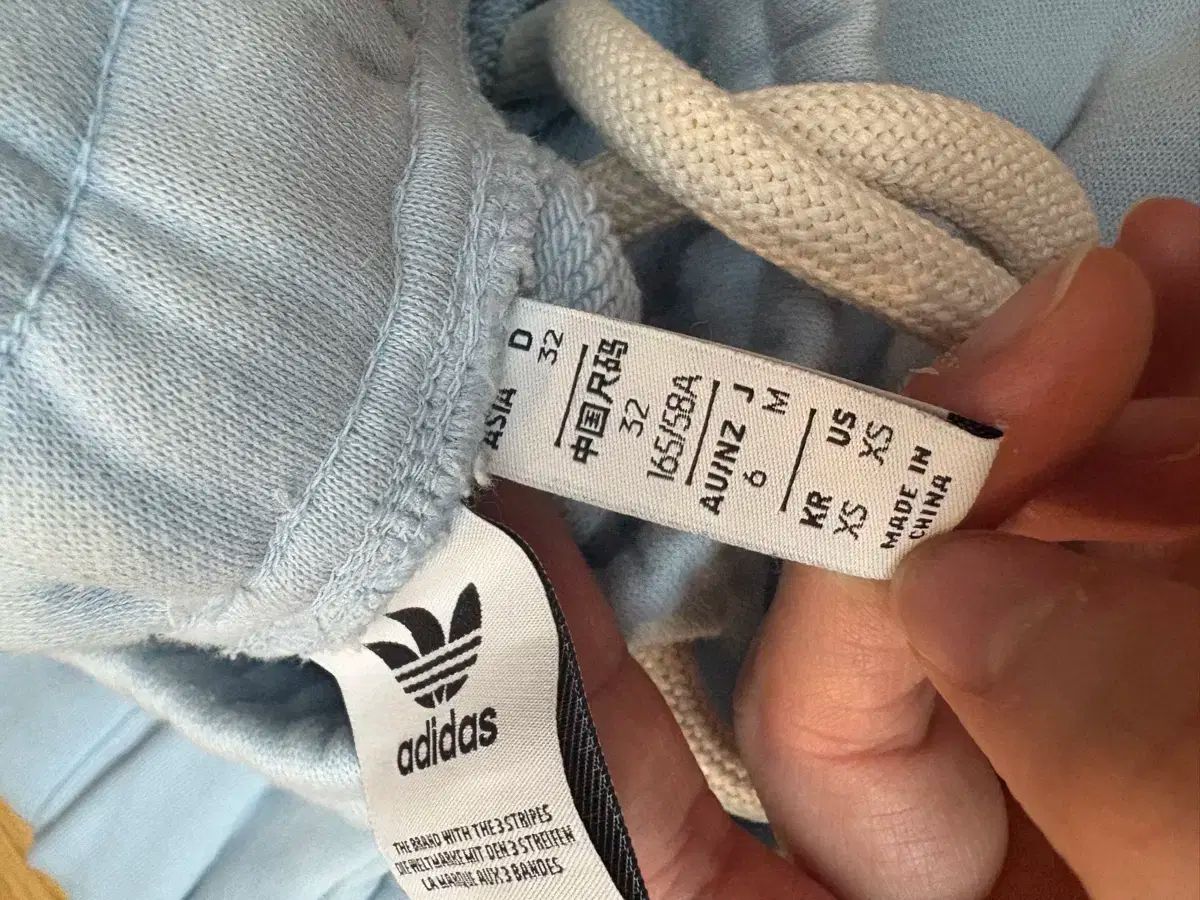 ASIA D
32
中国尺码
32
165/58A
AU/NZ J
6 M
KR US
XS XS
MADE IN
CHINA
adidas
THE BRAND WITH THE 3 STRIPES
DIE WELTMARKE MIT DEN 3 STREIFEN
LA MARQUE AUX 3 BANDES